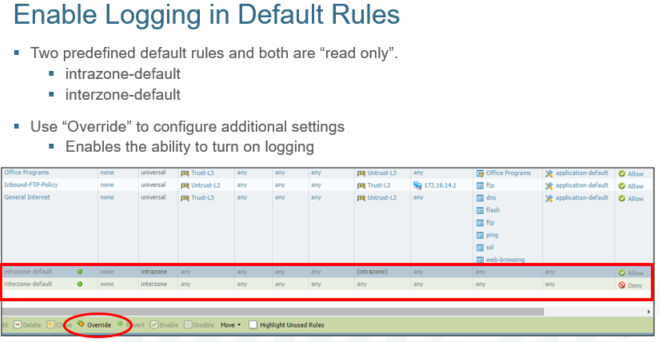 Enable Logging in Default Rules
▪ Two predefined default rules and both are “read only”.
▪ intrazone-default
▪ interzone-default
▪ Use “Override” to configure additional settings
▪ Enables the ability to turn on logging
Office Programs none universal Trust-L3 any any any Untrust-L3 any Office Programs application-default Allow
Inbound-FTP-Policy none universal Untrust-L3 any any any Trust-L3 172.16.14.1 ftp application-default Allow
General Internet none universal Trust-L3 any any any Untrust-L3 any dns application-default Allow
flash
ftp
ping
ssl
web-browsing
intrazone-default none intrazone any any any any (intrazone) any any any Allow
interzone-default none interzone any any any any any any any any Deny
Delete Override Enable Disable Move Highlight Unused Rules